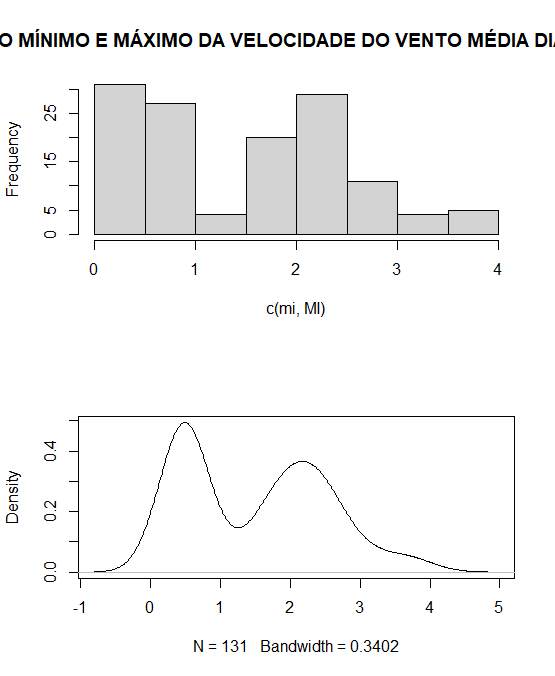 O MÍNIMO E MÁXIMO DA VELOCIDADE DO VENTO MÉDIA
Frequency
25
15
5
0
0 1 2 3 4
c(mi, MI)
Density
0.4
0.2
0.0
-1 0 1 2 3 4 5
N = 131 Bandwidth = 0.3402